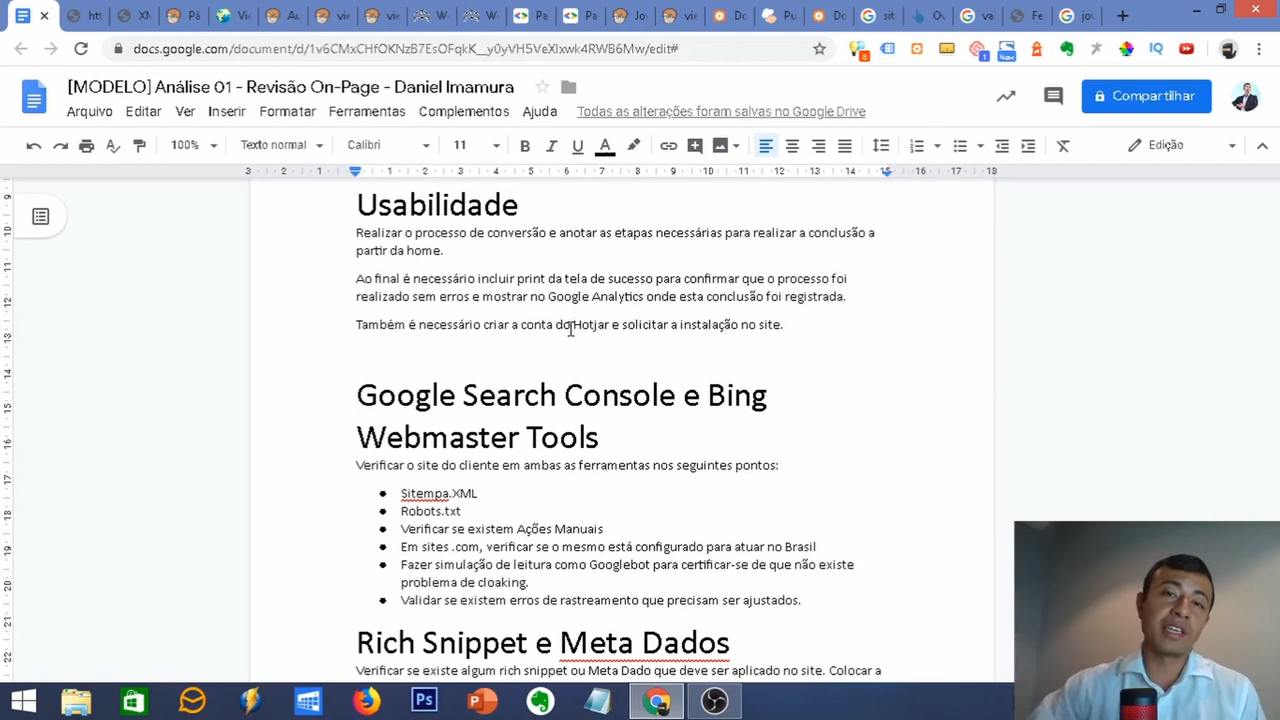 docs.google.com/document/d/1v6CMxCHfOKNzB7EsOFqkK__y0yVH5VeXlxwk4RWB6Mw/edit#
[MODELO] Análise 01 - Revisão On-Page - Daniel Imamura
Arquivo Editar Ver Inserir Formatar Ferramentas Complementos Ajuda Todas as alterações foram salvas no Google Drive
Compartilhar
100% Texto normal Calibri 11 Edição
Usabilidade
Realizar o processo de conversão e anotar as etapas necessárias para realizar a conclusão a
partir da home.
Ao final é necessário incluir print da tela de sucesso para confirmar que o processo foi
realizado sem erros e mostrar no Google Analytics onde esta conclusão foi registrada.
Também é necessário criar a conta do Hotjar e solicitar a instalação no site.
Google Search Console e Bing
Webmaster Tools
Verificar o site do cliente em ambas as ferramentas nos seguintes pontos:
Sitempa.XML
Robots.txt
Verificar se existem Ações Manuais
Em sites .com, verificar se o mesmo está configurado para atuar no Brasil
Fazer simulação de leitura como Googlebot para certificar-se de que não existe
problema de cloaking.
Validar se existem erros de rastreamento que precisam ser ajustados.
Rich Snippet e Meta Dados
Verificar se existe algum rich snippet ou Meta Dado que deve ser aplicado no site. Colocar a